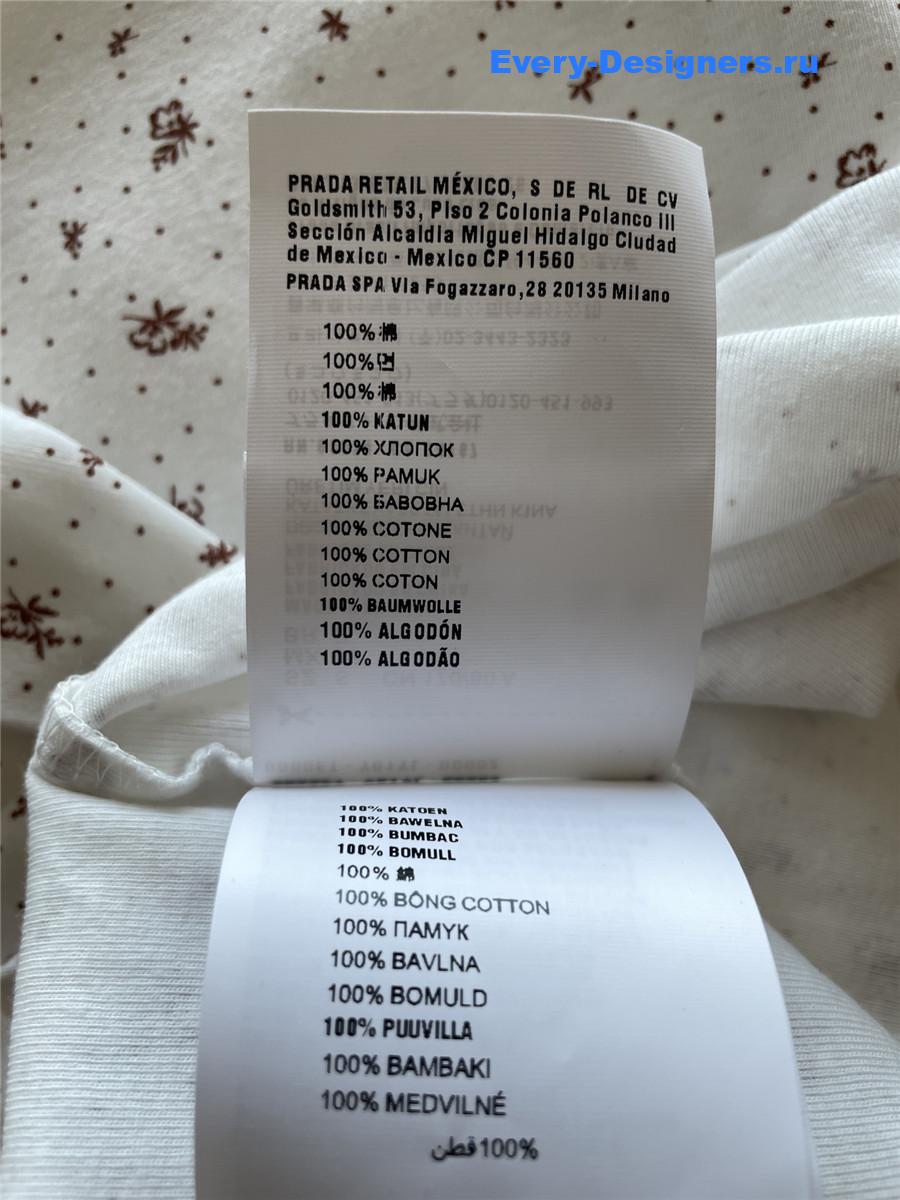 Every-Designers.ru
PRADA RETAIL MÉXICO, S DE RL DE CV
Goldsmith 53, Piso 2 Colonia Polanco III
Sección Alcaldia Miguel Hidalgo Ciudad
de Mexico - Mexico CP 11560
PRADA SPA Via Fogazzaro,28 20135 Milano
100% 棉
100%
100% 棉
100% KATUN
100% ХЛОПОК
100% PAMUK
100% БАВОВНА
100% COTONE
100% COTTON
100% COTON
100% BAUMWOLLE
100% ALGODÓN
100% ALGODÃO
100% KATOEN
100% BAWELNA
100% BUMBAC
100% BOMULL
100% 綿
100% BÔNG COTTON
100% ПАМУК
100% BAVLNA
100% BOMULD
100% PUUVILLA
100% BAMBAKI
100% MEDVILNÉ
100% قطن